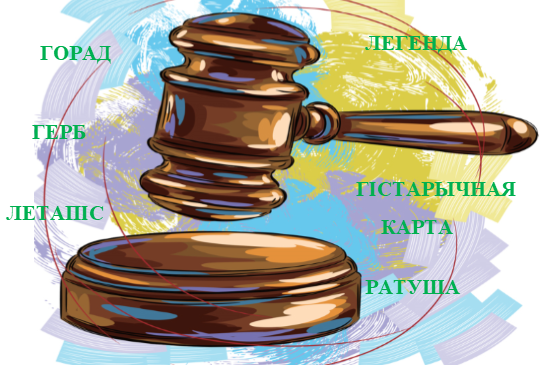 ГОРАД
ЛЕГЕНДА
ГЕРБ
ЛЕТАПІС
ГІСТАРЫЧНАЯ
КАРТА
РАТУША